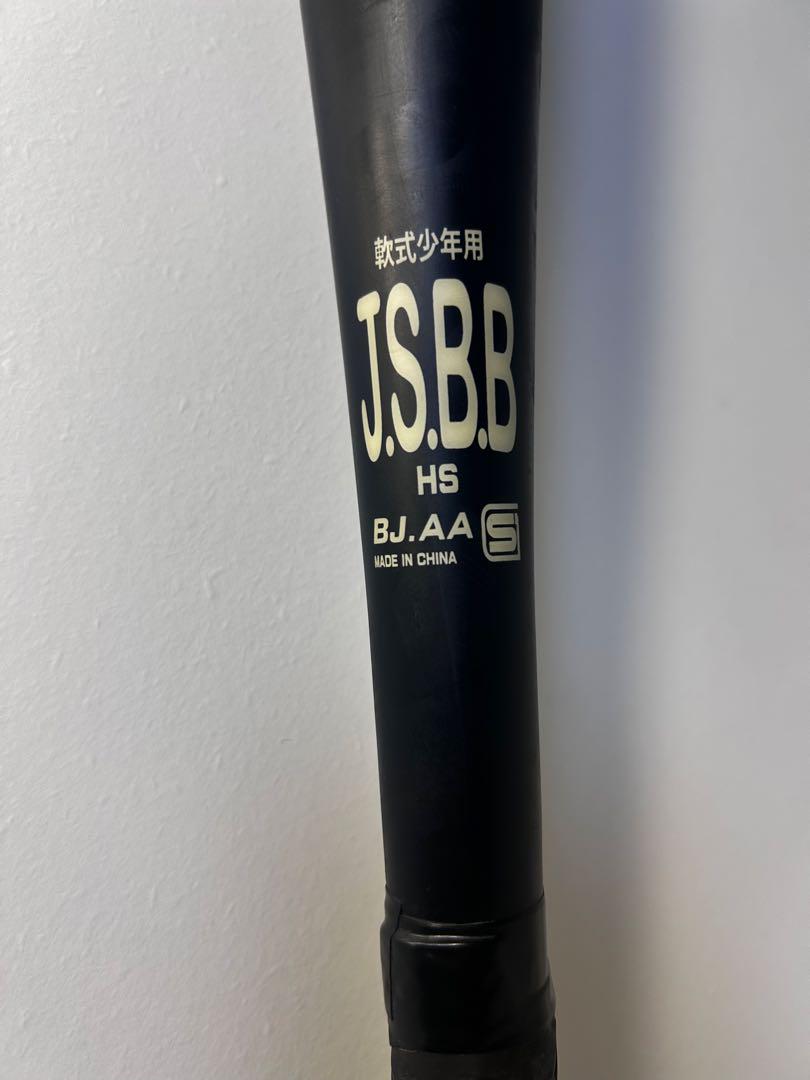 軟式少年用
J.S.B.B
HS
BJ.AA S
MADE IN CHINA